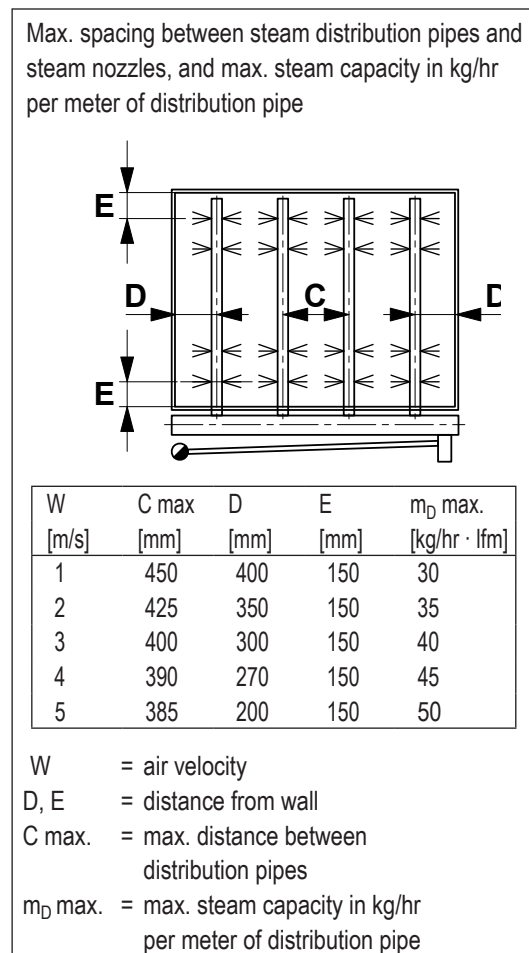 Max. spacing between steam distribution pipes and
steam nozzles, and max. steam capacity in kg/hr
per meter of distribution pipe
E
D C D
E
W C max D E m_D max.
[m/s] [mm] [mm] [mm] [kg/hr · lfm]
1 450 400 150 30
2 425 350 150 35
3 400 300 150 40
4 390 270 150 45
5 385 200 150 50
W = air velocity
D, E = distance from wall
C max. = max. distance between
distribution pipes
m_D max. = max. steam capacity in kg/hr
per meter of distribution pipe